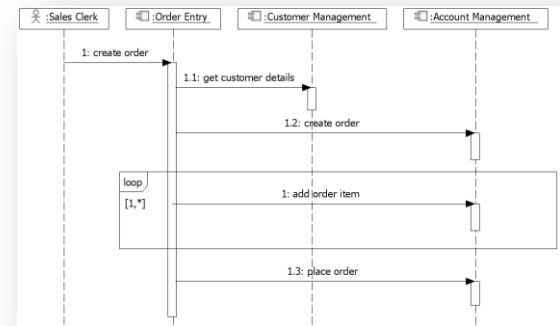 :Sales Clerk
:Order Entry
:Customer Management
:Account Management
1: create order
1.1: get customer details
1.2: create order
loop
[1,*]
1: add order item
1.3: place order